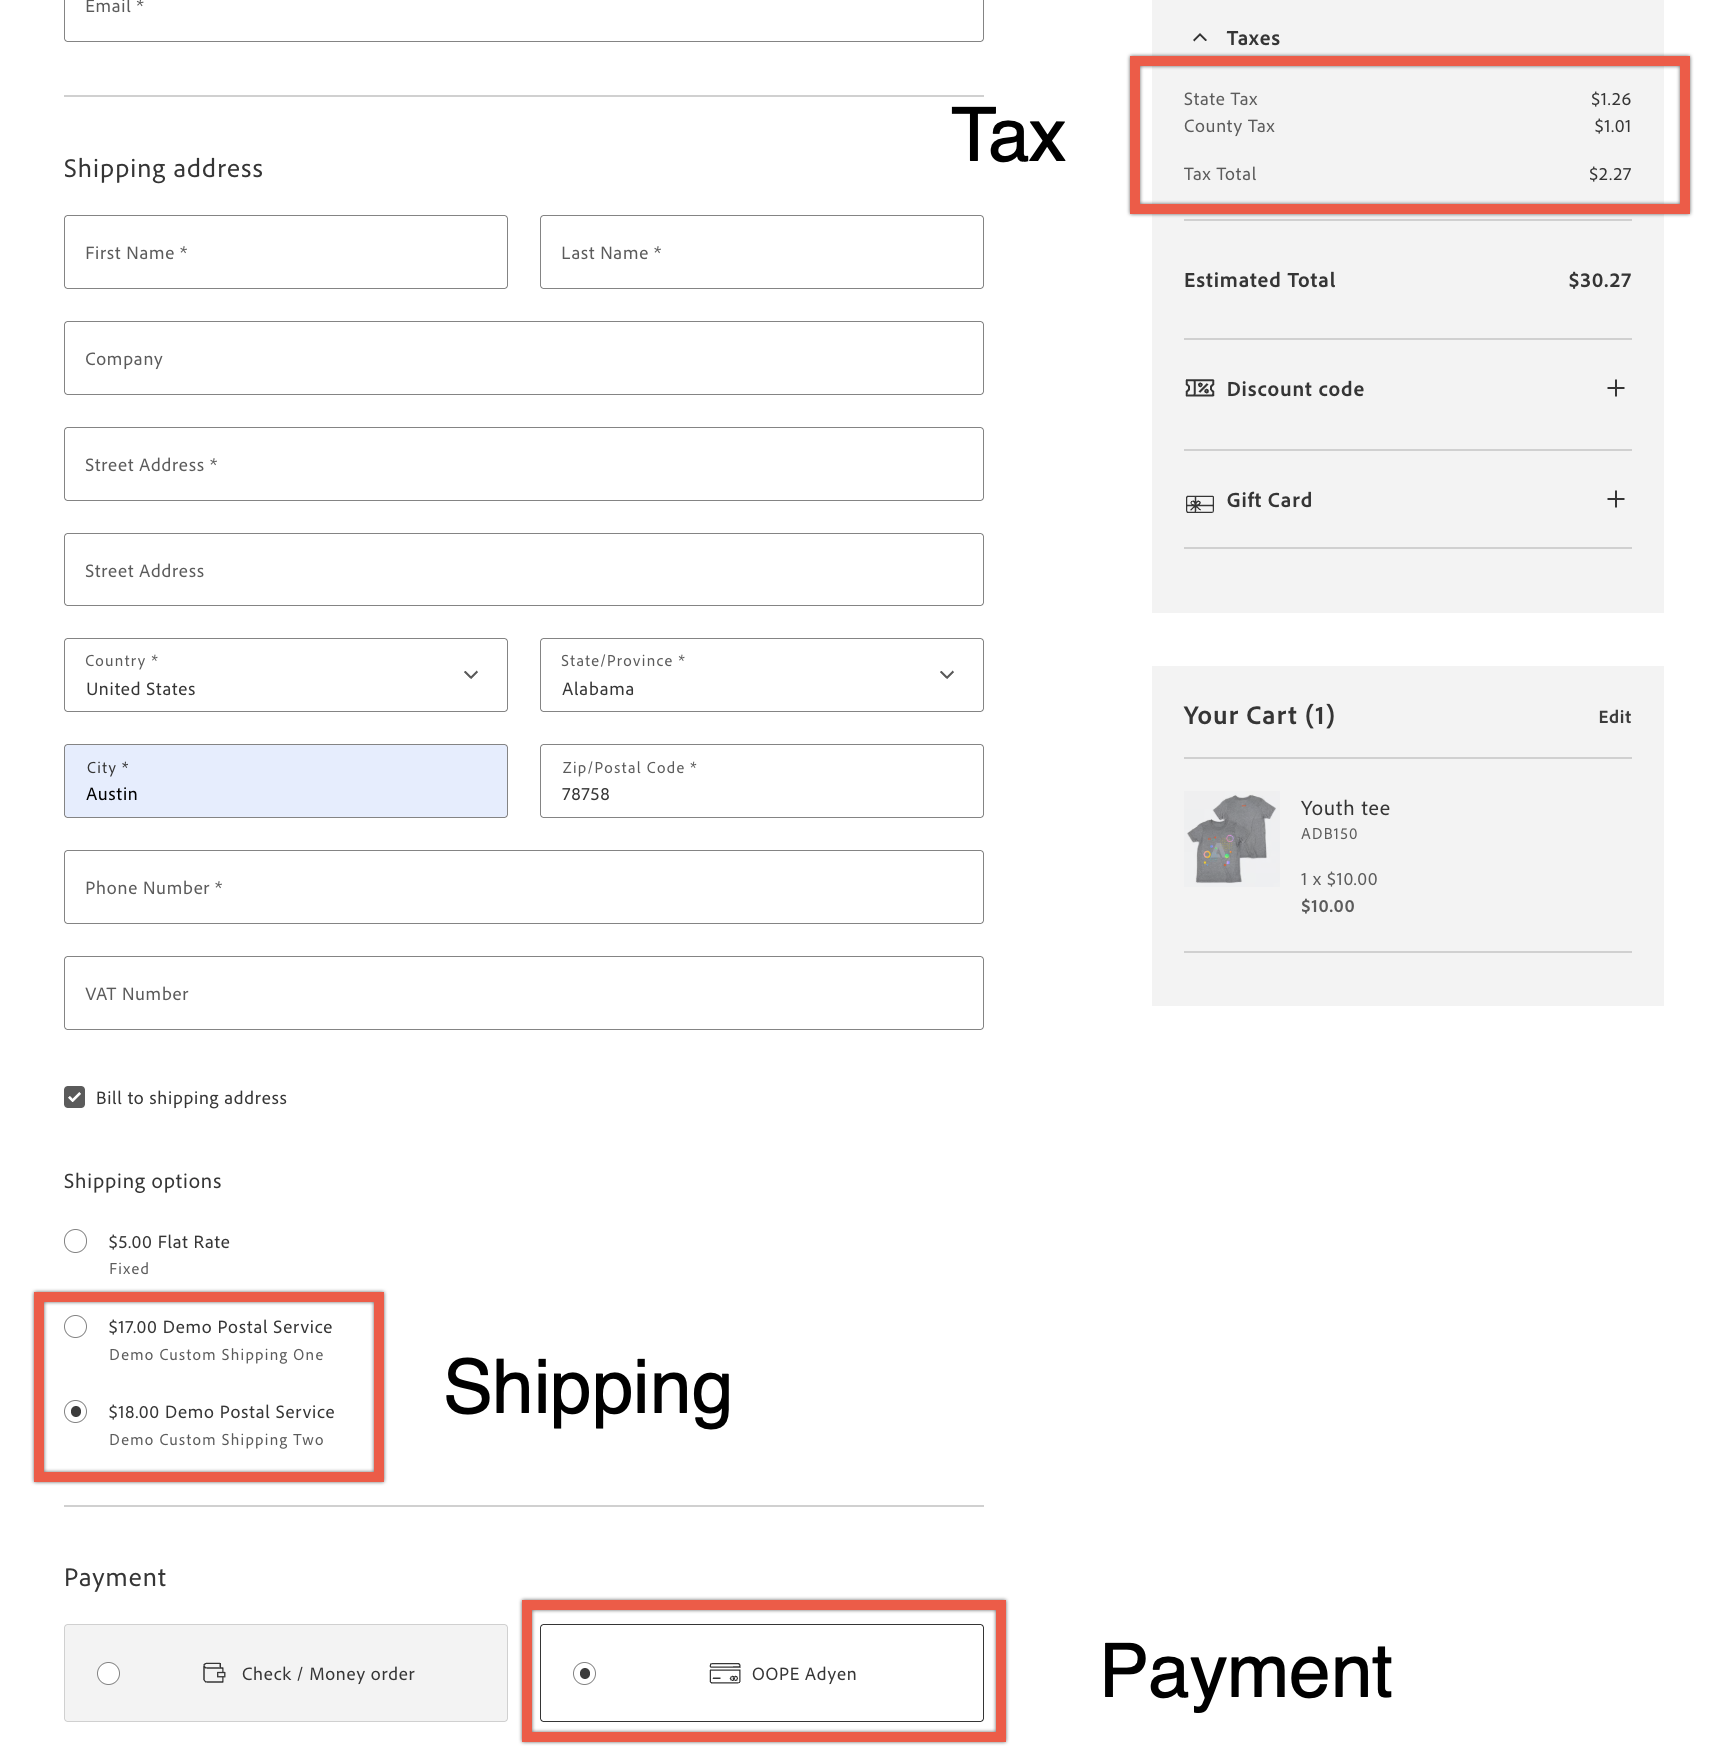 Email *
Shipping address
First Name *
Last Name *
Company
Street Address *
Street Address
Country *
United States
State/Province *
Alabama
City *
Austin
Zip/Postal Code *
78758
Phone Number *
VAT Number
Bill to shipping address
Shipping options
$5.00 Flat Rate
Fixed
$17.00 Demo Postal Service
Demo Custom Shipping One
$18.00 Demo Postal Service
Demo Custom Shipping Two
Shipping
Payment
Check / Money order
OOPE Adyen
Payment
Tax
Taxes
State Tax $1.26
County Tax $1.01
Tax Total $2.27
Estimated Total $30.27
Discount code
Gift Card
Your Cart (1) Edit
Youth tee
ADB150
1 x $10.00
$10.00